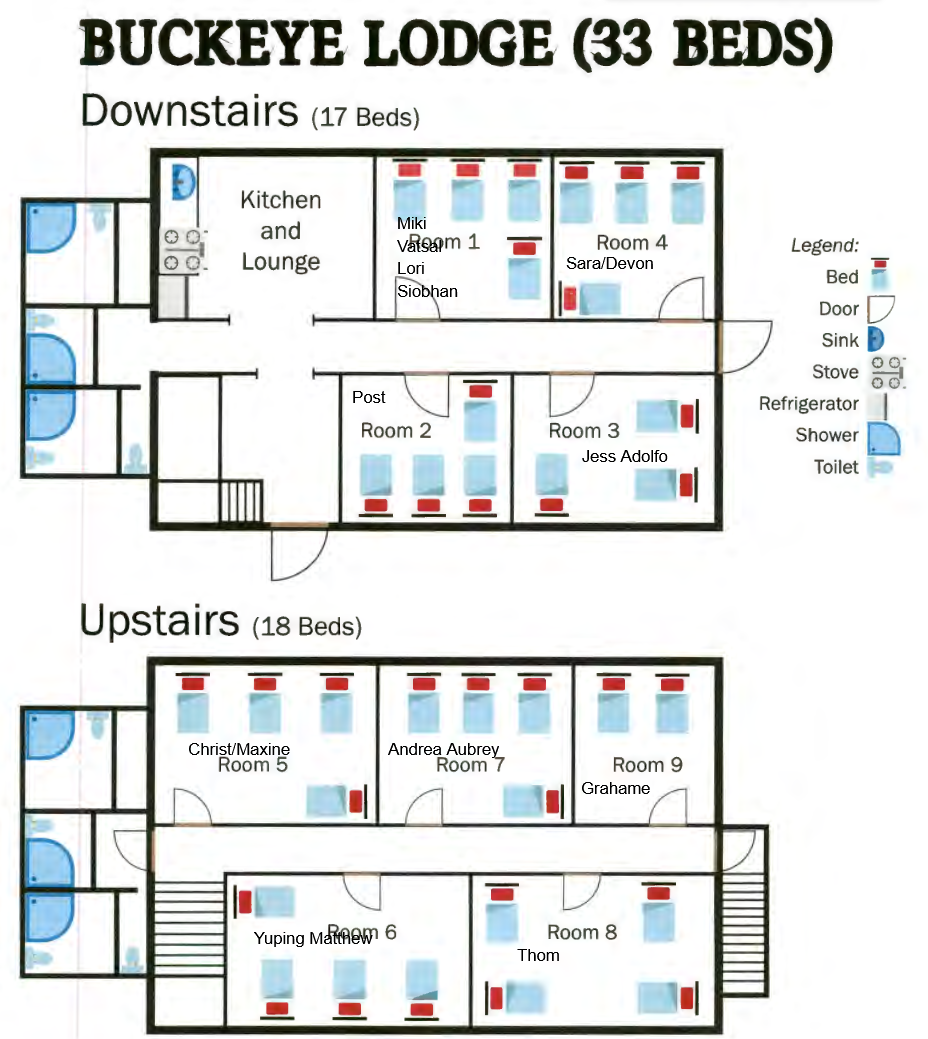 BUCKEYE LODGE (33 BEDS)
Downstairs (17 Beds)
Kitchen
and
Lounge
Miki
Vatsal
Room 1
Lori
Siobhan
Room 4
Sara/Devon
Legend:
Bed
Door
Sink
Stove
Refrigerator
Shower
Toilet
Post
Room 2
Room 3
Jess Adolfo
Upstairs (18 Beds)
Christ/Maxine
Room 5
Andrea Aubrey
Room 7
Room 9
Grahame
Room 6
Yuping Matthew
Room 8
Thom